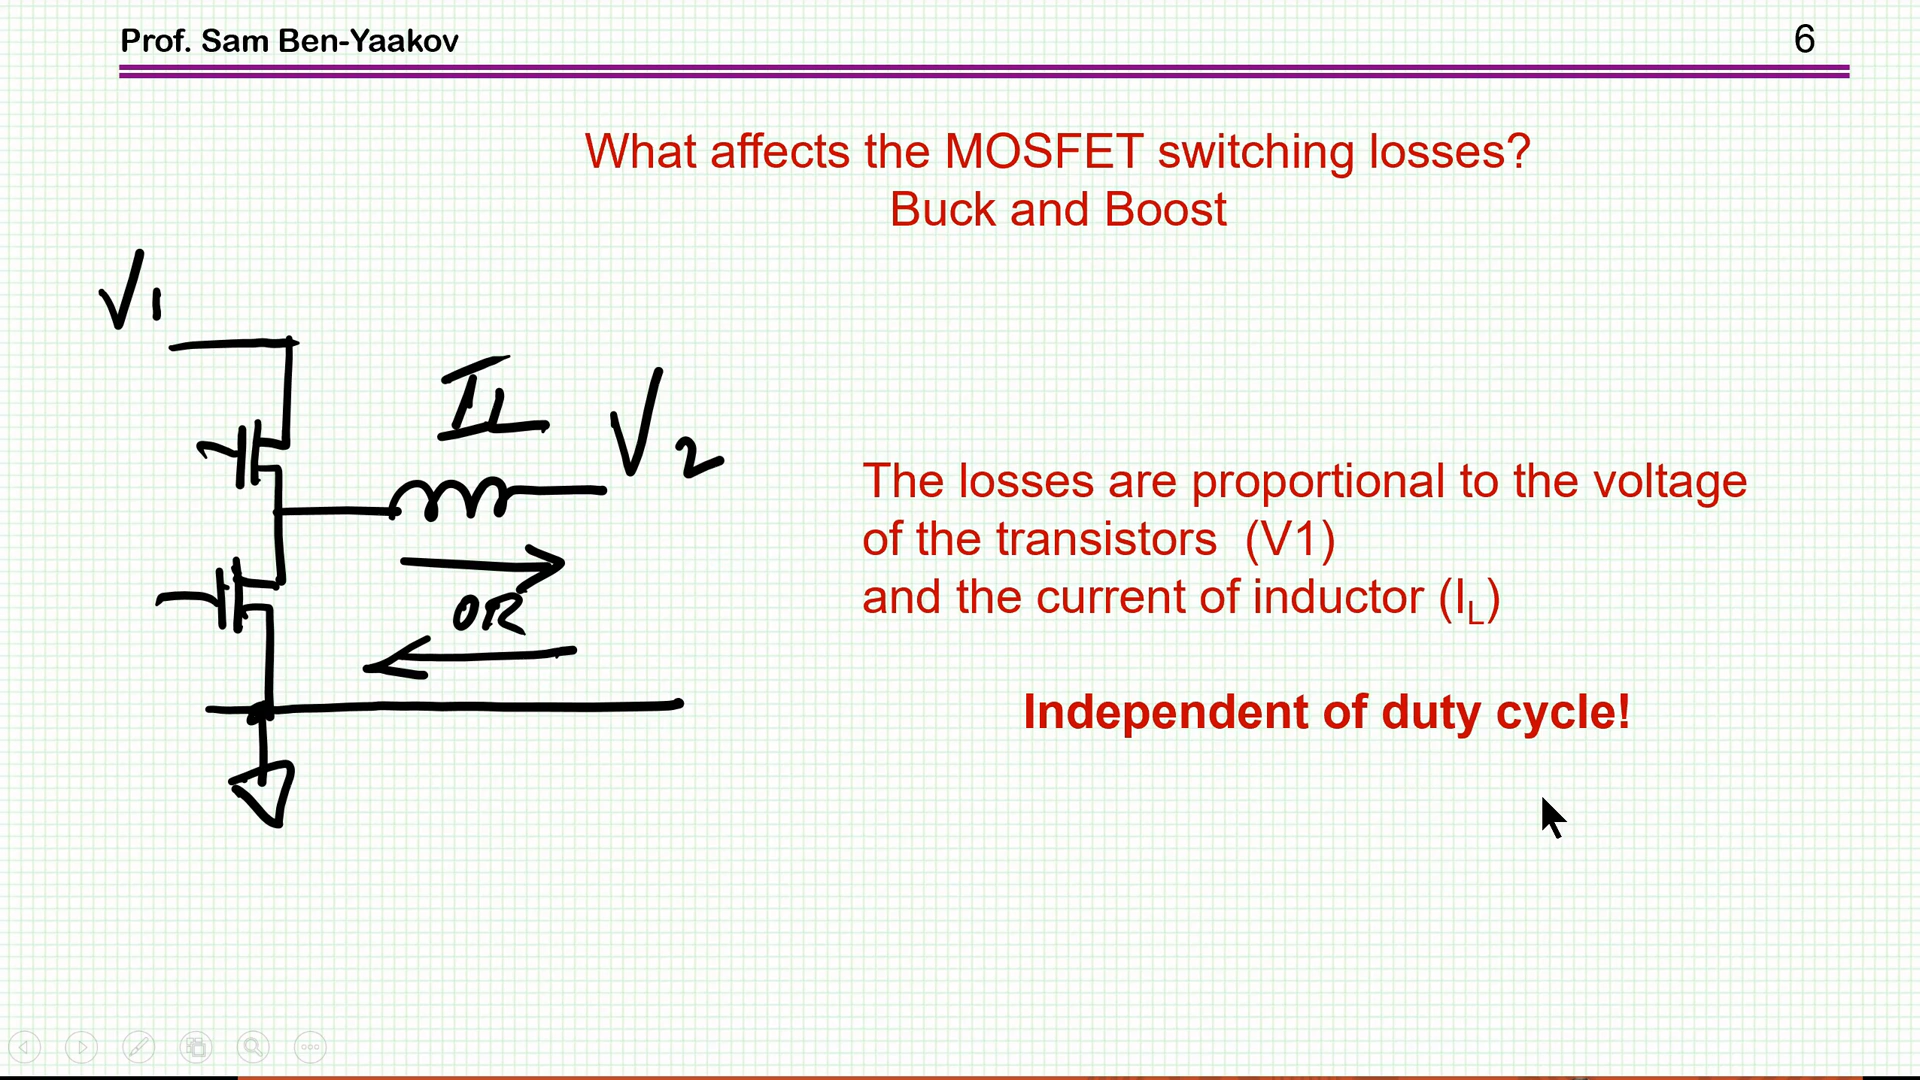 Prof. Sam Ben-Yaakov
6
What affects the MOSFET switching losses?
Buck and Boost
V1
IL
V2
The losses are proportional to the voltage
of the transistors (V1)
and the current of inductor (IL)
OR
Independent of duty cycle!